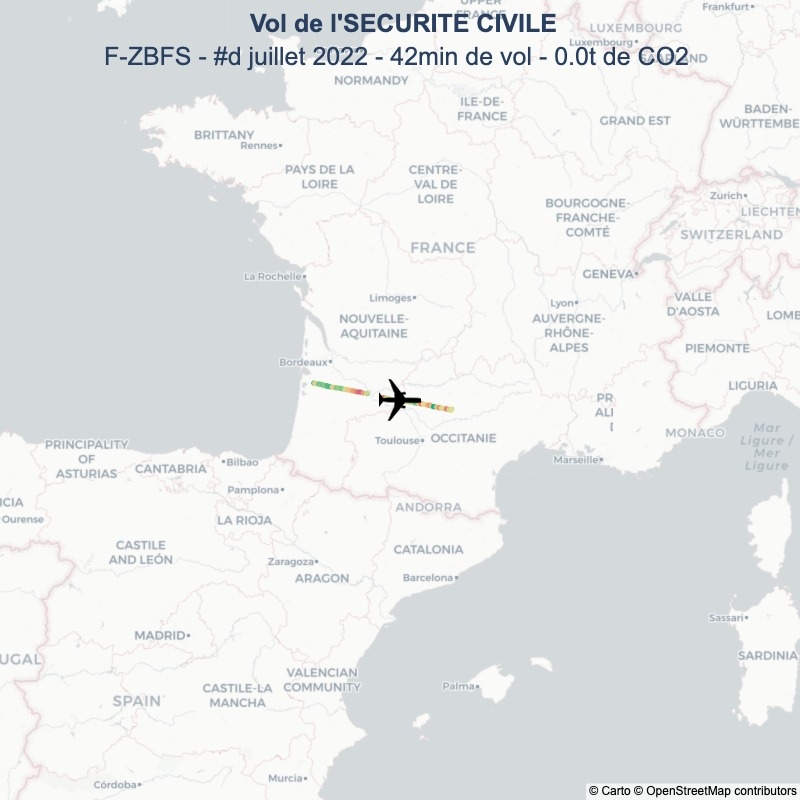 Vol de l'SECURITE CIVILE
F-ZBFS - #d juillet 2022 - 42min de vol - 0.0t de CO2
UPPER
FRANCE
Frankfurt
LUXEMBOURG
Luxembourg
SAARLAND
NORMANDY
ILE-DE-
FRANCE
BADEN-
WÜRTTEMBE
GRAND EST
BRITTANY
Rennes
PAYS DE LA
LOIRE
CENTRE-
VAL DE
LOIRE
BOURGOGNE-
FRANCHE-
COMTÉ
Zurich
LIECHTEN
SWITZERLAND
FRANCE
La Rochelle
GENEVA
Limoges
Lyon
VALLE
D'AOSTA
LOMB
NOUVELLE-
AQUITAINE
AUVERGNE-
RHÔNE-
ALPES
PIEMONTE
Bordeaux
LIGURIA
PR
Toulouse
OCCITANIE
MONACO
Mar
Ligure /
Mer
Ligure
Marseille
PRINCIPALITY
OF
ASTURIAS
CANTABRIA
Bilbao
Pamplona
ANDORRA
ICIA
Ourense
LA RIOJA
CASTILE
AND LEÓN
Zaragoza
ARAGON
CATALONIA
Barcelona
MADRID
Sassari
SARDINIA
UGAL
VALENCIAN
COMMUNITY
CASTILE-LA
MANCHA
SPAIN
Palma
Murcia
Córdoba
© Carto © OpenStreetMap contributors